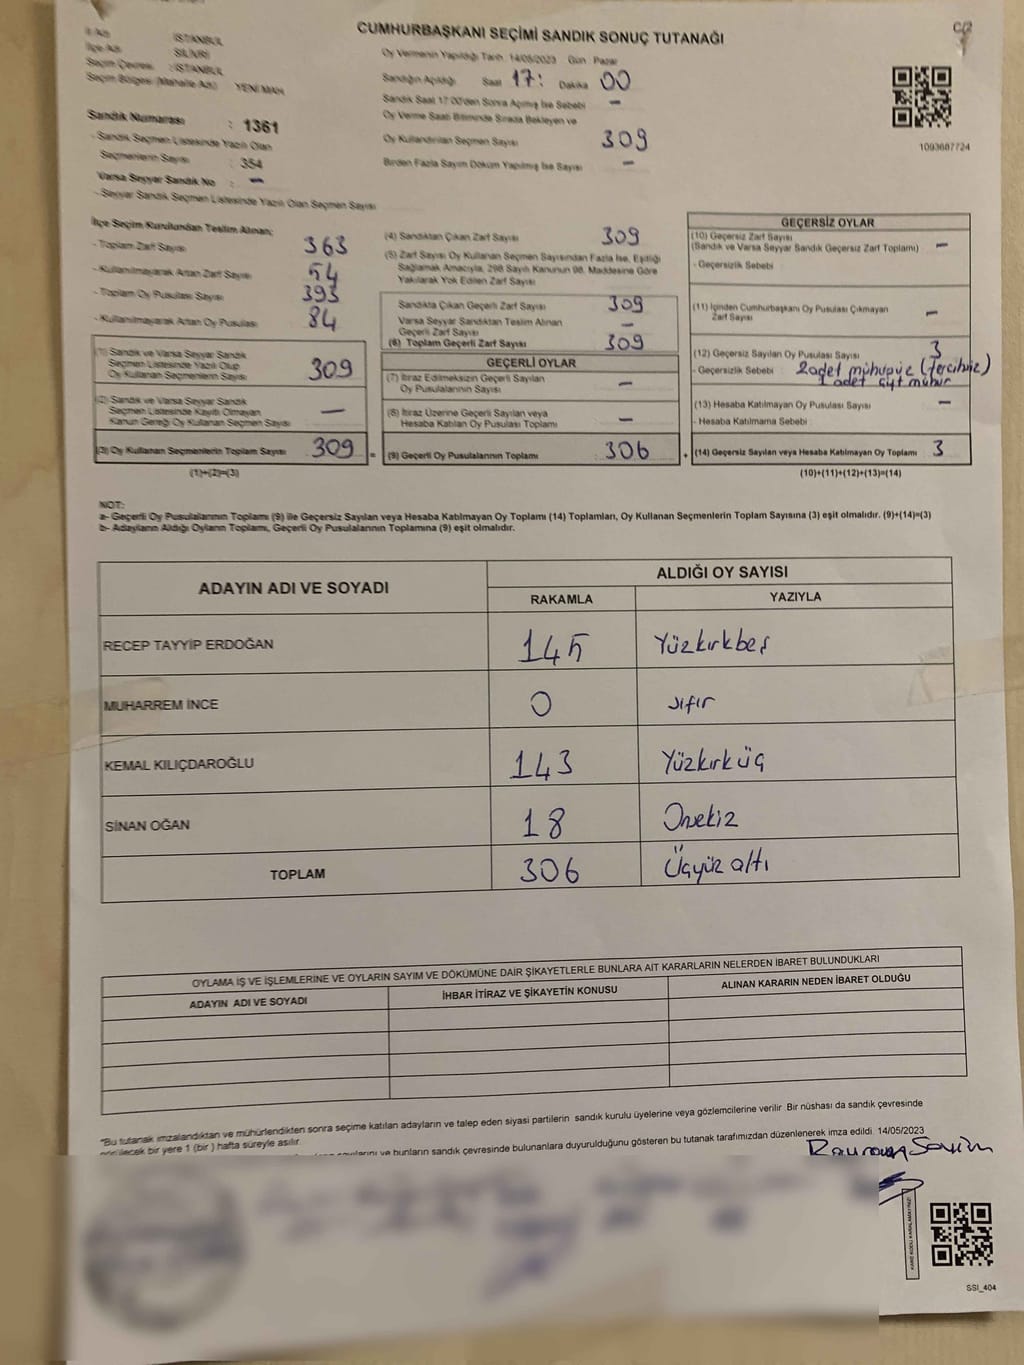 CUMHURBAŞKANI SEÇİMİ SANDIK SONUÇ TUTANAĞI
C/2
İl Adı İSTANBUL
İlçe Adı SİLİVRİ
Seçim Çevresi : İSTANBUL
Seçim Bölgesi (Mahalle Adı) YENİ MAH
Sandık Numarası : 1361
- Sandık Seçmen Listesinde Yazılı Olan
Seçmenlerin Sayısı : 354
Varsa Seyyar Sandık No : -
- Seyyar Sandık Seçmen Listesinde Yazılı Olan Seçmen Sayısı
Oy Vermenin Yapıldığı Tarih 14/05/2023 Gün Pazar
Sandığın Açıldığı Saat 17: Dakika 00
Sandık Saat 17 00'den Sonra Açılmış İse Sebebi -
Oy Verme Saati Bitiminde Sırada Bekleyen ve
Oy Kullandırılan Seçmen Sayısı 309
Birden Fazla Sayım Döküm Yapılmış İse Sayısı -
1093687724
İlçe Seçim Kurulundan Teslim Alınan;
- Toplam Zarf Sayısı 363
- Kullanılmayarak Artan Zarf Sayısı 54
- Toplam Oy Pusulası Sayısı 393
- Kullanılmayarak Artan Oy Pusulası 84
(1) Sandık ve Varsa Seyyar Sandık
Seçmen Listesinde Yazılı Olup
Oy Kullanan Seçmenlerin Sayısı 309
(2) Sandık ve Varsa Seyyar Sandık
Seçmen Listesinde Kayıtlı Olmayan
Kanun Gereği Oy Kullanan Seçmen Sayısı -
(3) Oy Kullanan Seçmenlerin Toplam Sayısı 309 =
(1)+(2)=(3)
(4) Sandıktan Çıkan Zarf Sayısı 309
(5) Zarf Sayısı Oy Kullanan Seçmen Sayısından Fazla İse, Eşitliği
Sağlamak Amacıyla, 298 Sayılı Kanunun 98. Maddesine Göre
Yakılarak Yok Edilen Zarf Sayısı
Sandıkta Çıkan Geçerli Zarf Sayısı 309
Varsa Seyyar Sandıktan Teslim Alınan
Geçerli Zarf Sayısı -
(6) Toplam Geçerli Zarf Sayısı 309
GEÇERLİ OYLAR
(7) İtiraz Edilmeksizin Geçerli Sayılan
Oy Pusulasının Sayısı -
(8) İtiraz Üzerine Geçerli Sayılan veya
Hesaba Katılan Oy Pusulası Toplamı -
(9) Geçerli Oy Pusulalarının Toplamı 306 +
GEÇERSİZ OYLAR
(10) Geçersiz Zarf Sayısı
(Sandık ve Varsa Seyyar Sandık Geçersiz Zarf Toplamı) -
- Geçersizlik Sebebi
(11) İçinden Cumhurbaşkanı Oy Pusulası Çıkmayan
Zarf Sayısı -
(12) Geçersiz Sayılan Oy Pusulası Sayısı 3
- Geçersizlik Sebebi : 2 adet mühürsüz (tercihsiz)
1 adet çift mühür
(13) Hesaba Katılmayan Oy Pusulası Sayısı -
- Hesaba Katılmama Sebebi
(14) Geçersiz Sayılan veya Hesaba Katılmayan Oy Toplamı 3
(10)+(11)+(12)+(13)=(14)
NOT:
a- Geçerli Oy Pusulalarının Toplamı (9) ile Geçersiz Sayılan veya Hesaba Katılmayan Oy Toplamı (14) Toplamları, Oy Kullanan Seçmenlerin Toplam Sayısına (3) eşit olmalıdır. (9)+(14)=(3)
b- Adayların Aldığı Oyların Toplamı, Geçerli Oy Pusulalarının Toplamına (9) eşit olmalıdır.
ADAYIN ADI VE SOYADI ALDIĞI OY SAYISI
RAKAMLA YAZIYLA
RECEP TAYYİP ERDOĞAN 145 Yüzkırkbeş
MUHARREM İNCE 0 sıfır
KEMAL KILIÇDAROĞLU 143 Yüzkırküç
SİNAN OĞAN 18 Onsekiz
TOPLAM 306 Üçyüz altı
OYLAMA İŞ VE İŞLEMLERİNE VE OYLARIN SAYIM VE DÖKÜMÜNE DAİR ŞİKAYETLERLE BUNLARA AİT KARARLARIN NELERDEN İBARET BULUNDUKLARI
ADAYIN ADI VE SOYADI İHBAR İTİRAZ VE ŞİKAYETİN KONUSU ALINAN KARARIN NEDEN İBARET OLDUĞU
*Bu tutanak imzalandıktan ve mühürlendikten sonra seçime katılan adayların ve talep eden siyasi partilerin sandık kurulu üyelerine veya gözlemcilerine verilir Bir nüshası da sandık çevresinde
görülecek bir yere 1 (bir ) hafta süreyle asılır.
ve bunların sandık çevresinde bulunanlara duyurulduğunu gösteren bu tutanak tarafımızdan düzenlenerek imza edildi. 14/05/2023
SSI_404